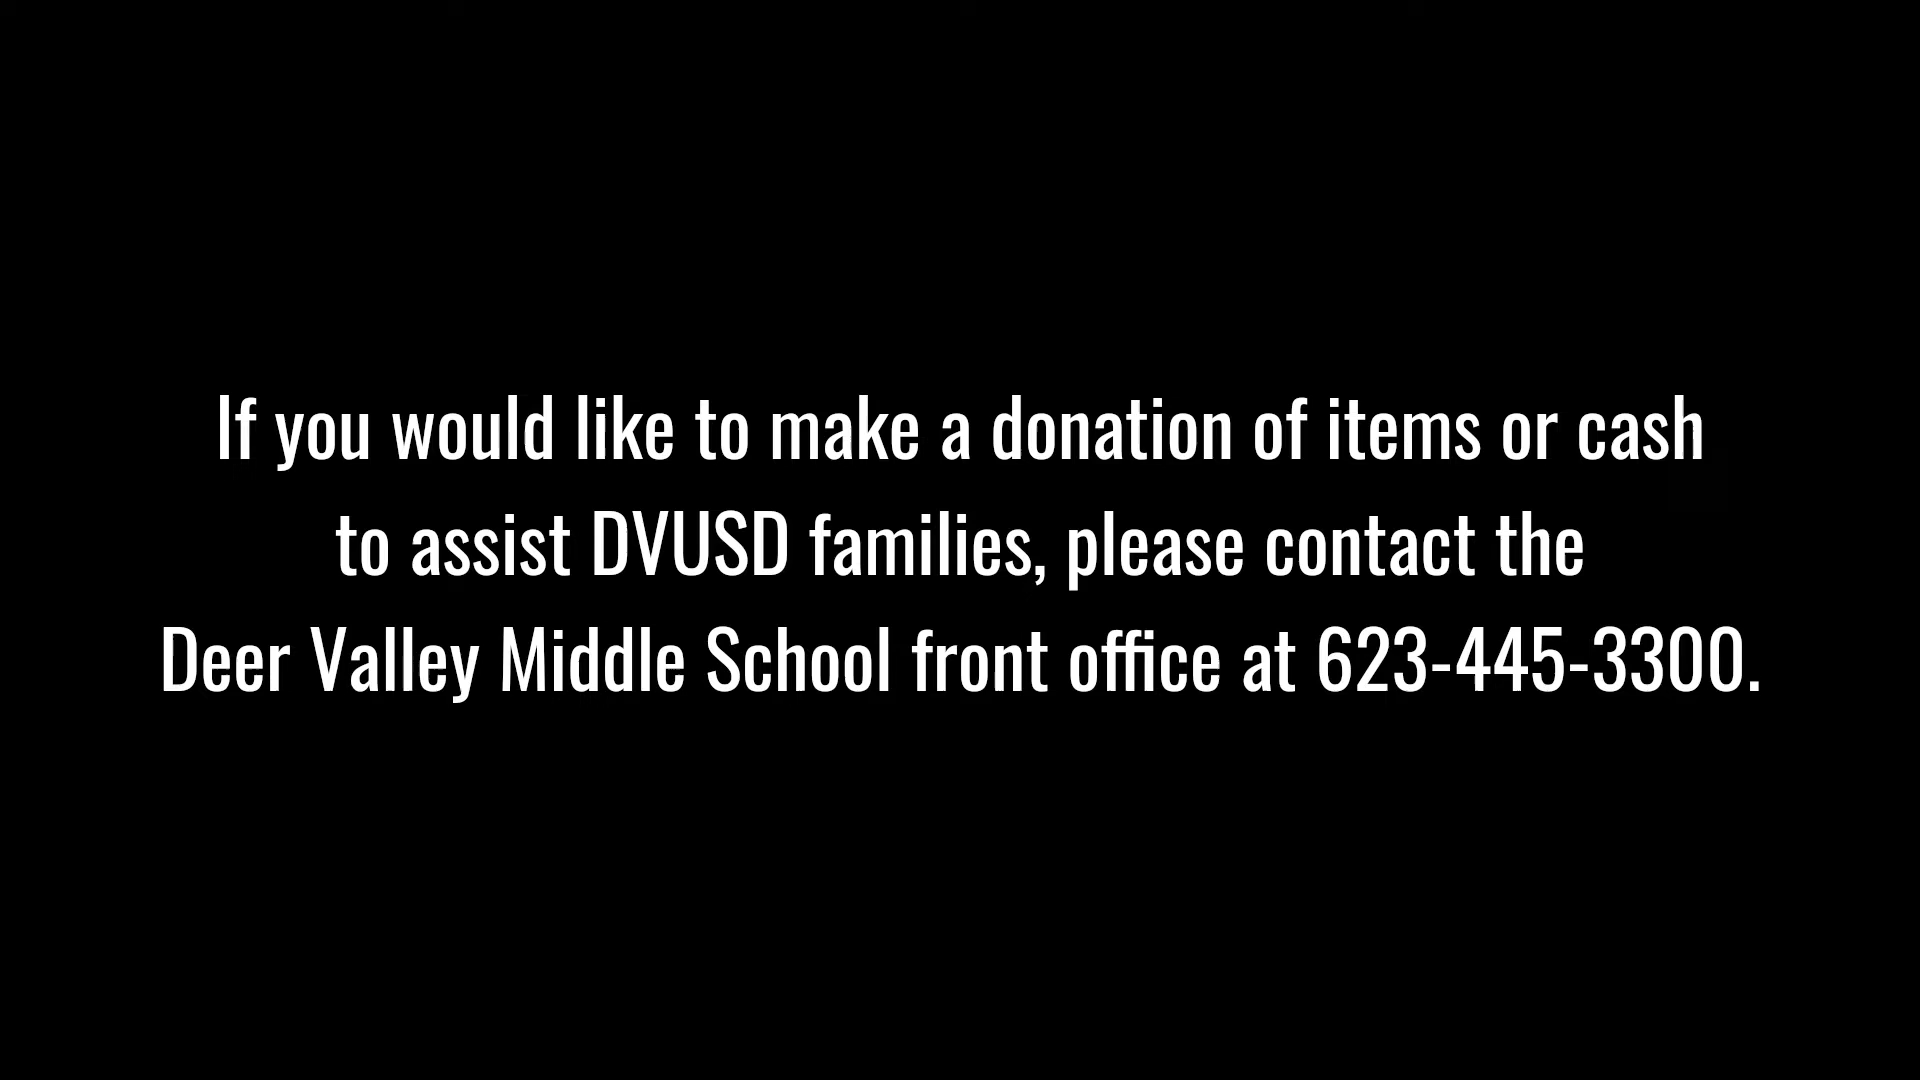 If you would like to make a donation of items or cash
to assist DVUSD families, please contact the
Deer Valley Middle School front office at 623-445-3300.